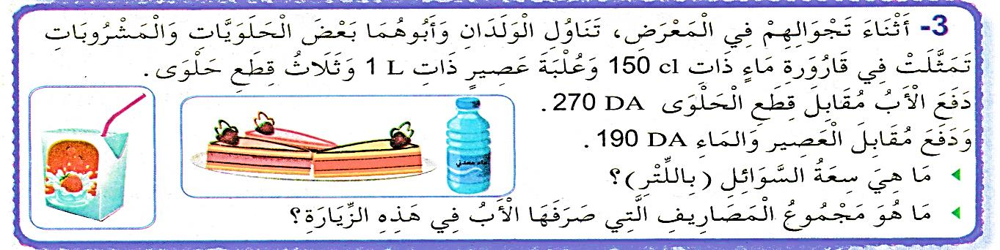 3- أَثْنَاءَ تَجْوَالِهِمْ فِي الْمَعْرَضِ، تَنَاوُلِ الْوَلَدَانِ وَأَبُوهُمَا بَعْضَ الْحَلَوَيَّاتِ وَالْمَشْرُوبَاتِ
تَمَثَّلَتْ فِي قَارُورَةِ مَاءٍ ذَاتِ 150 cl وَعُلْبَةَ عَصِيرٍ ذَاتِ 1 L وَثَلَاثُ قِطَعِ حَلْوَى.
دَفَعَ الْأَبُ مُقَابِلَ قِطَعِ الْحَلْوَى 270 DA.
وَدَفَعَ مُقَابِلَ الْعَصِيرِ وَالمَاءِ 190 DA.
مَا هِيَ سِعَةُ السَّوَائِلِ (بِاللِّتْرِ)؟
مَا هُوَ مَجْمُوعُ الْمَصَارِيفِ الَّتِي صَرَفَهَا الْأَبُ فِي هَذِهِ الزِّيَارَةِ؟
ماء معدني